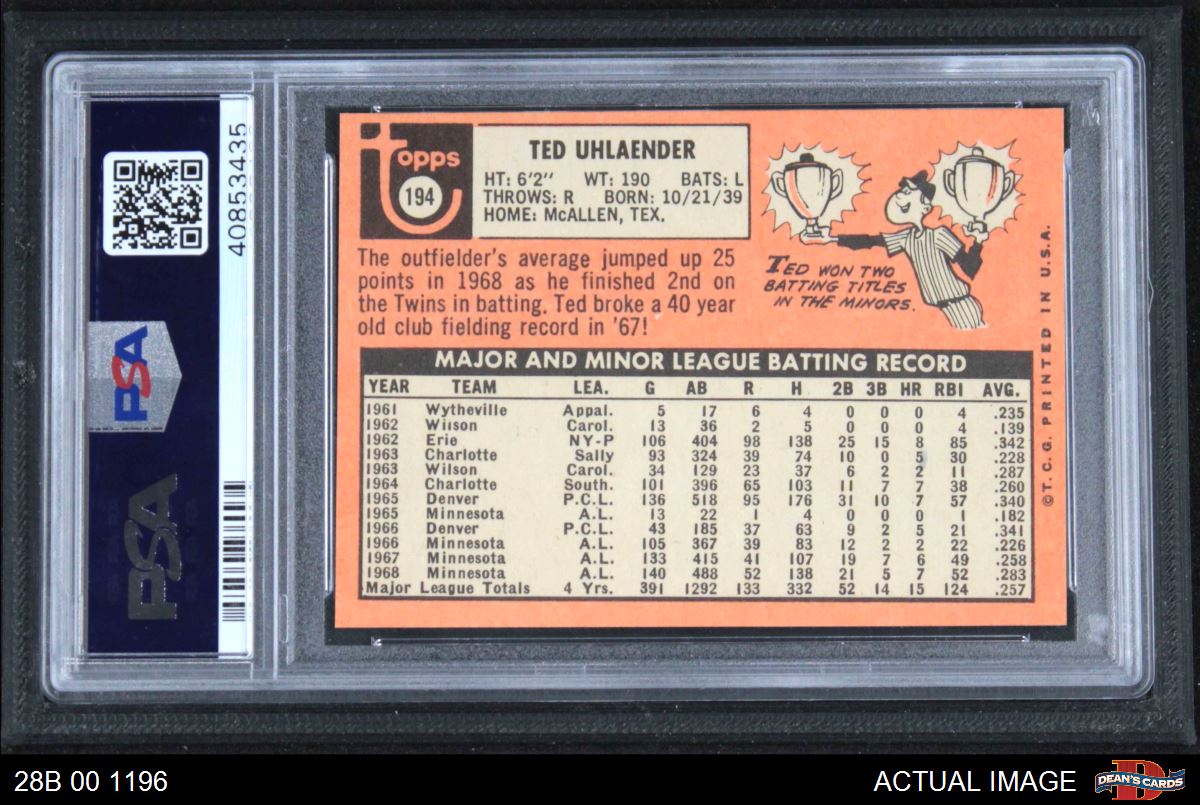 40853435
PSA
PSA
topps
194
TED UHLAENDER
HT: 6'2" WT: 190 BATS: L
THROWS: R BORN: 10/21/39
HOME: McALLEN, TEX.
The outfielder's average jumped up 25
points in 1968 as he finished 2nd on
the Twins in batting. Ted broke a 40 year
old club fielding record in '67!
TED WON TWO
BATTING TITLES
IN THE MINORS.
MAJOR AND MINOR LEAGUE BATTING RECORD
YEAR TEAM LEA. G AB R H 2B 3B HR RBI AVG.
1961 Wytheville Appal. 5 17 6 4 0 0 0 4 .235
1962 Wilson Carol. 13 36 2 5 0 0 0 4 .139
1962 Erie NY-P 106 404 98 138 25 15 8 85 .342
1963 Charlotte Sally 93 324 39 74 10 0 5 30 .228
1963 Wilson Carol. 34 129 23 37 6 2 2 11 .287
1964 Charlotte South. 101 396 65 103 11 7 7 38 .260
1965 Denver P.C.L. 136 518 95 176 31 10 7 57 .340
1965 Minnesota A.L. 13 22 1 4 0 0 0 1 .182
1966 Denver P.C.L. 43 185 37 63 9 2 5 21 .341
1966 Minnesota A.L. 105 367 39 83 12 2 2 22 .226
1967 Minnesota A.L. 133 415 41 107 19 7 6 49 .258
1968 Minnesota A.L. 140 488 52 138 21 5 7 52 .283
Major League Totals 4 Yrs. 391 1292 133 332 52 14 15 124 .257
©T.C.G. PRINTED IN U.S.A.
28B 00 1196
ACTUAL IMAGE
D
DEAN'S CARDS